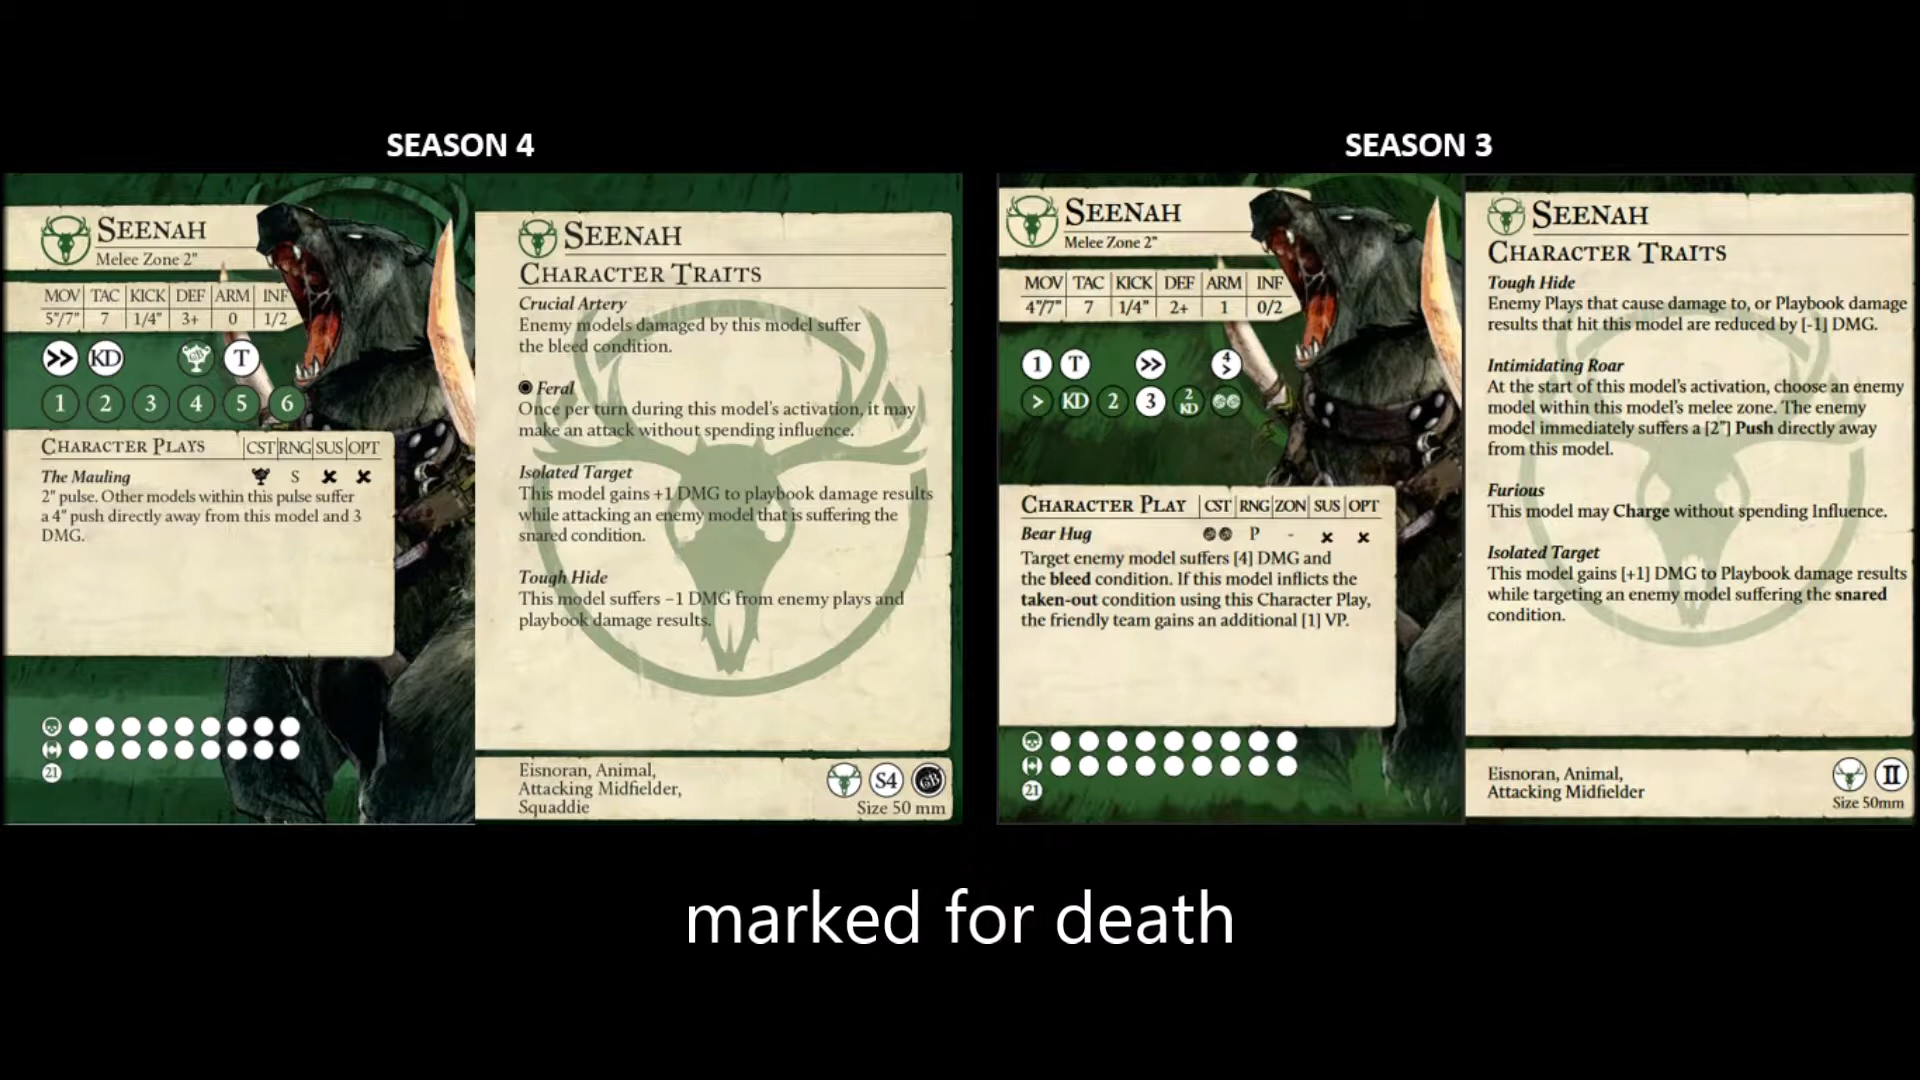 SEASON 4
SEENAH
Melee Zone 2"
MOV TAC KICK DEF ARM INF
5"/7" 7 1/4" 3+ 0 1/2
>> KD GB T
1 2 3 4 5 6
CHARACTER PLAYS CST RNG SUS OPT
The Mauling S ✘ ✘
2" pulse. Other models within this pulse suffer
a 4" push directly away from this model and 3
DMG.
21
SEENAH
CHARACTER TRAITS
Crucial Artery
Enemy models damaged by this model suffer
the bleed condition.
Feral
Once per turn during this model's activation, it may
make an attack without spending influence.
Isolated Target
This model gains +1 DMG to playbook damage results
while attacking an enemy model that is suffering the
snared condition.
Tough Hide
This model suffers −1 DMG from enemy plays and
playbook damage results.
Eisnoran, Animal,
Attacking Midfielder,
Squaddie
S4 GB
Size 50 mm
SEASON 3
SEENAH
Melee Zone 2"
MOV TAC KICK DEF ARM INF
4"/7" 7 1/4" 2+ 1 0/2
1 T >> 4 >
> KD 2 3 2 KD
CHARACTER PLAY CST RNG ZON SUS OPT
Bear Hug P - ✘ ✘
Target enemy model suffers [4] DMG and
the bleed condition. If this model inflicts the
taken-out condition using this Character Play,
the friendly team gains an additional [1] VP.
21
SEENAH
CHARACTER TRAITS
Tough Hide
Enemy Plays that cause damage to, or Playbook damage
results that hit this model are reduced by [-1] DMG.
Intimidating Roar
At the start of this model's activation, choose an enemy
model within this model's melee zone. The enemy
model immediately suffers a [2"] Push directly away
from this model.
Furious
This model may Charge without spending Influence.
Isolated Target
This model gains [+1] DMG to Playbook damage results
while targeting an enemy model suffering the snared
condition.
Eisnoran, Animal,
Attacking Midfielder
II
Size 50mm
marked for death